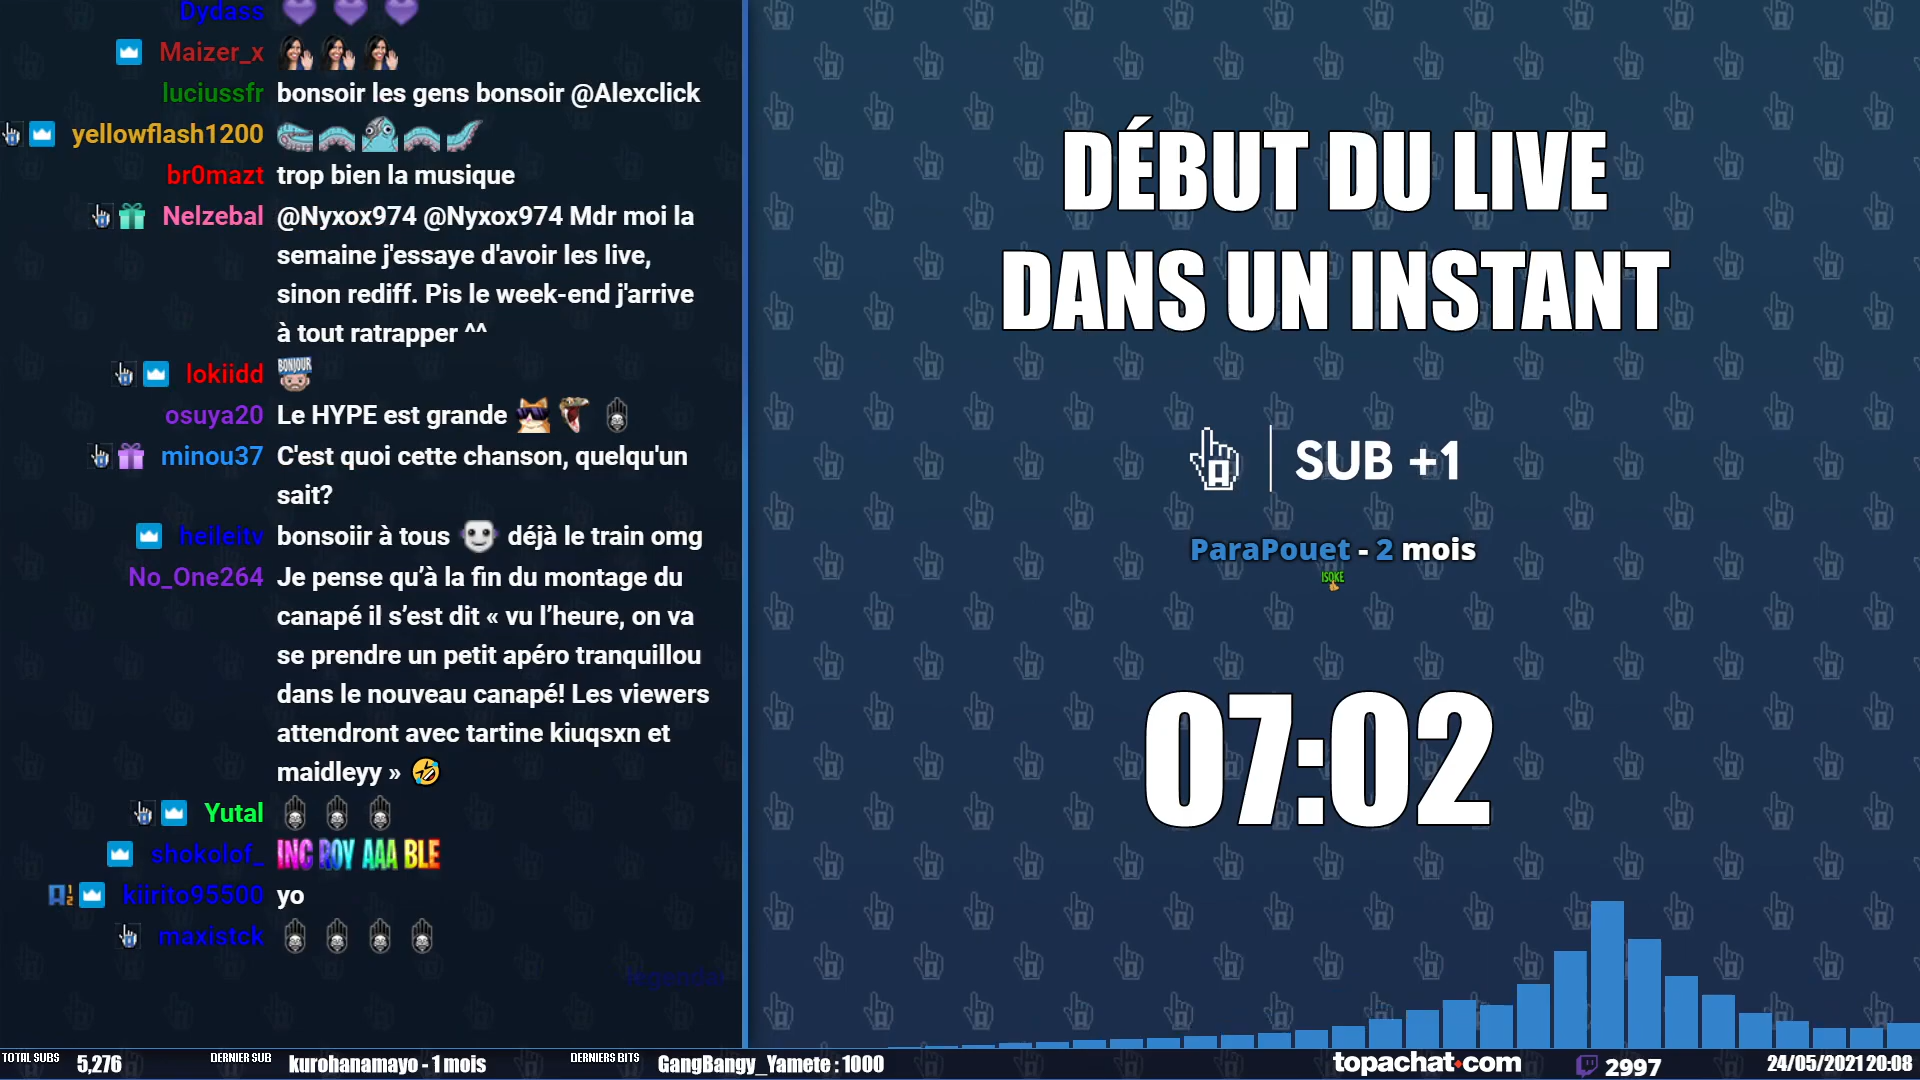 Dydass
Maizer_x
luciussfr bonsoir les gens bonsoir @Alexclick
yellowflash1200
br0mazt trop bien la musique
Nelzebal @Nyxox974 @Nyxox974 Mdr moi la
semaine j'essaye d'avoir les live,
sinon rediff. Pis le week-end j'arrive
à tout ratrapper ^^
lokiidd BONJOUR
osuya20 Le HYPE est grande
minou37 C'est quoi cette chanson, quelqu'un
sait?
heileitv bonsoiir à tous déjà le train omg
No_One264 Je pense qu’à la fin du montage du
canapé il s’est dit « vu l’heure, on va
se prendre un petit apéro tranquillou
dans le nouveau canapé! Les viewers
attendront avec tartine kiuqsxn et
maidleyy » 🤣
Yutal
shokolof_ INC ROY AAA BLE
kiirito95500 yo
maxistck
DÉBUT DU LIVE
DANS UN INSTANT
SUB +1
ParaPouet - 2 mois
07:02
TOTAL SUBS 5,276 DERNIER SUB kurohanamayo - 1 mois DERNIERS BITS GangBangy_Yamete : 1000 topachat.com 2997 24/05/2021 20:08